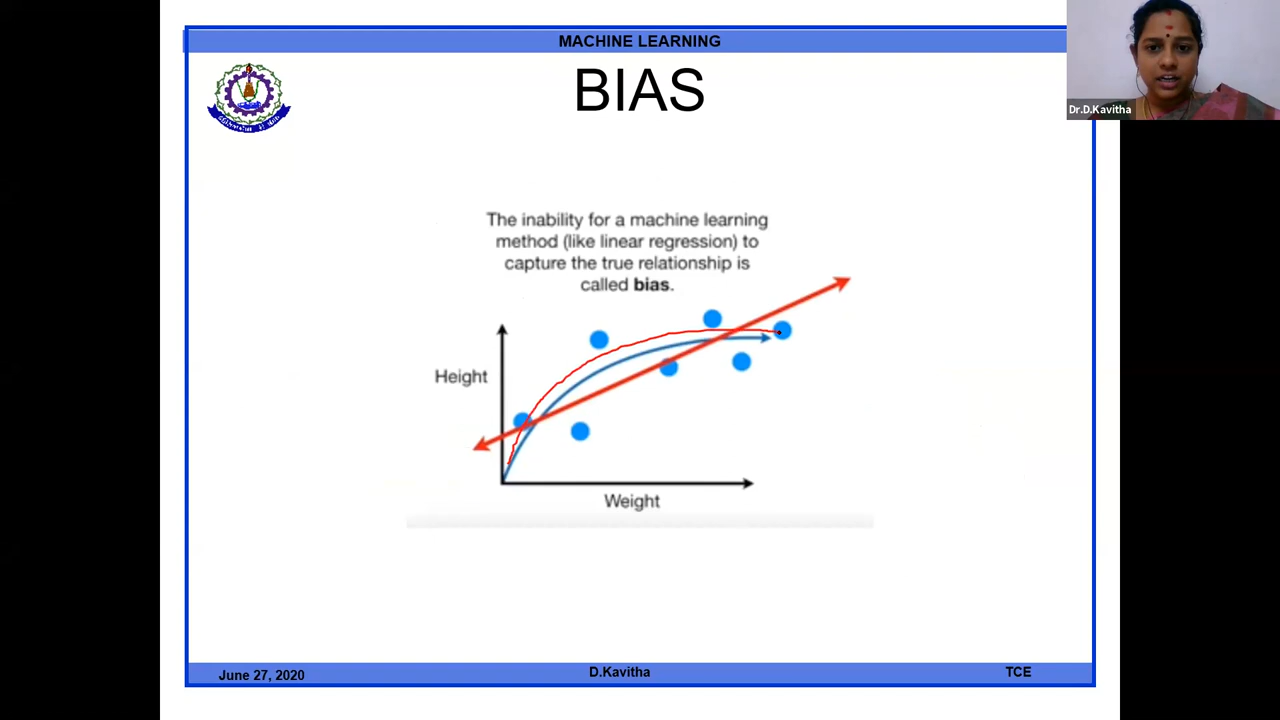 MACHINE LEARNING
BIAS
Dr.D.Kavitha
The inability for a machine learning
method (like linear regression) to
capture the true relationship is
called bias.
Height
Weight
June 27, 2020
D.Kavitha
TCE